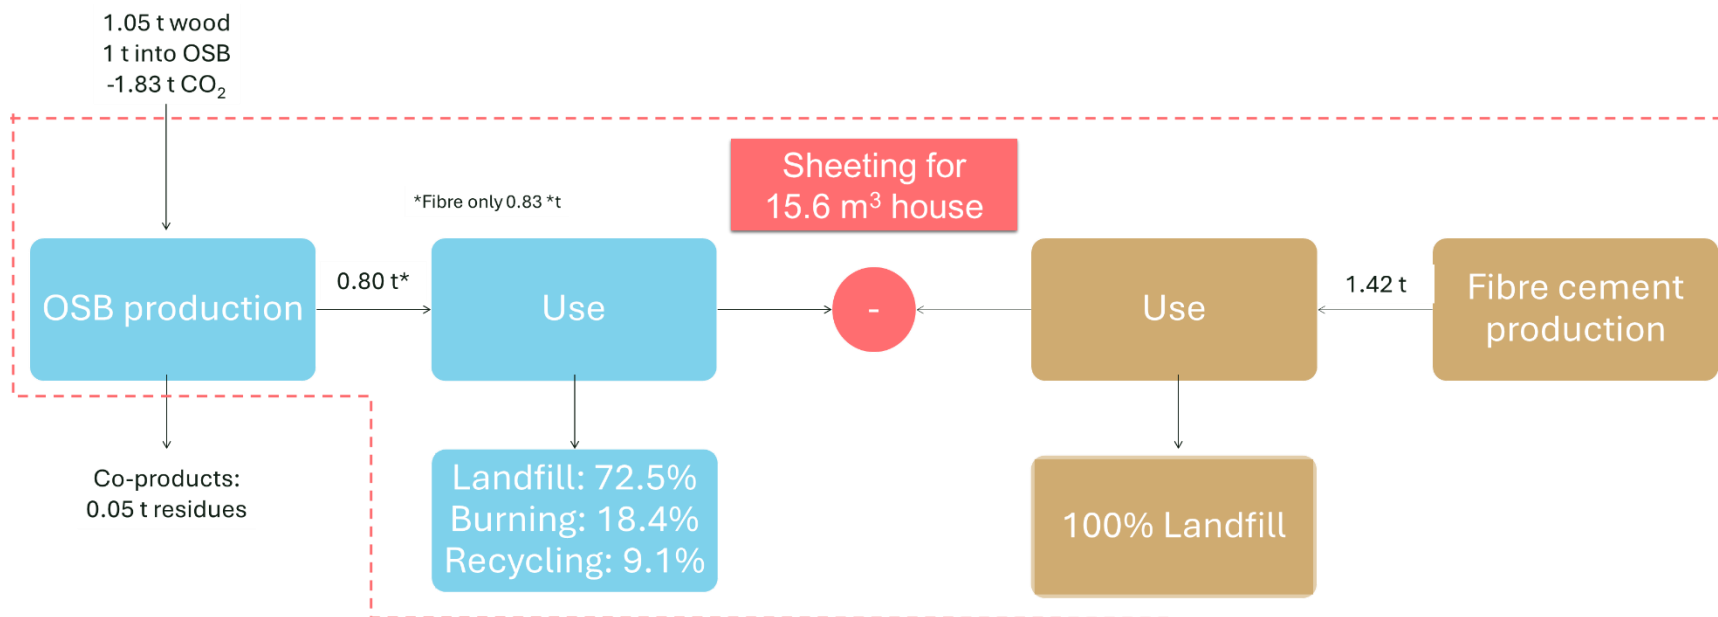 1.05 t wood
1 t into OSB
-1.83 t CO₂
Sheeting for
15.6 m³ house
*Fibre only 0.83 *t
OSB production
0.80 t*
Use
-
Use
1.42 t
Fibre cement
production
Co-products:
0.05 t residues
Landfill: 72.5%
Burning: 18.4%
Recycling: 9.1%
100% Landfill